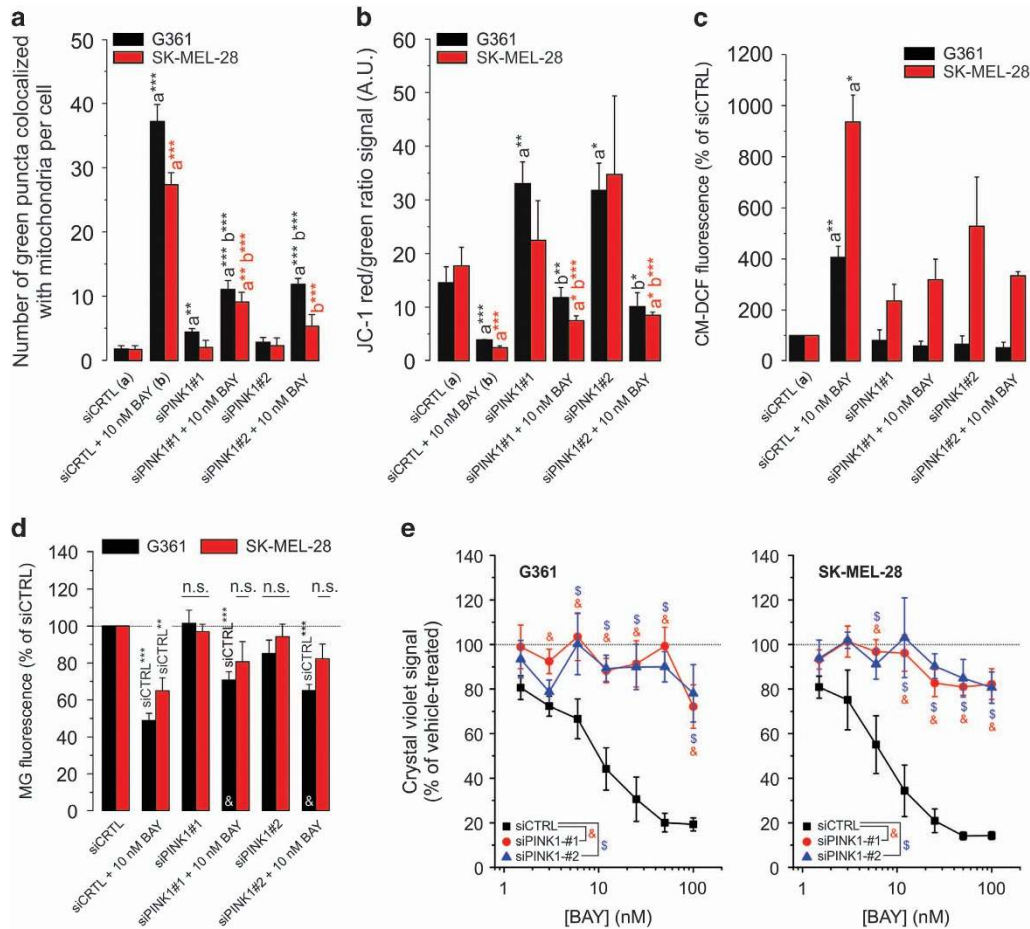 a
Number of green puncta colocalized
with mitochondria per cell
G361
SK-MEL-28
50
40
30
20
10
0
a***
a***
a**
a*** b***
a** b***
a*** b***
b***
siCRTL (a)
siCRTL + 10 nM BAY (b)
siPINK1#1
siPINK1#1 + 10 nM BAY
siPINK1#2
siPINK1#2 + 10 nM BAY
b
JC-1 red/green ratio signal (A.U.)
G361
SK-MEL-28
60
50
40
30
20
10
0
a***
a***
a**
b**
a* b***
a*
b*
a* b***
siCRTL (a)
siCRTL + 10 nM BAY (b)
siPINK1#1
siPINK1#1 + 10 nM BAY
siPINK1#2
siPINK1#2 + 10 nM BAY
c
CM-DCF fluorescence (% of siCTRL)
G361
SK-MEL-28
1200
1000
800
600
400
200
0
a**
a*
siCRTL (a)
siCRTL + 10 nM BAY
siPINK1#1
siPINK1#1 + 10 nM BAY
siPINK1#2
siPINK1#2 + 10 nM BAY
d
MG fluorescence (% of siCTRL)
G361
SK-MEL-28
140
120
100
80
60
40
20
0
siCTRL***
siCTRL**
n.s.
siCTRL***
n.s.
n.s.
siCTRL***
n.s.
&
&
siCRTL
siCRTL + 10 nM BAY
siPINK1#1
siPINK1#1 + 10 nM BAY
siPINK1#2
siPINK1#2 + 10 nM BAY
e
Crystal violet signal
(% of vehicle-treated)
G361
140
120
100
80
60
40
20
0
&
$
&
$
&
$
&
$
&
$
&
siCTRL
siPINK1-#1
siPINK1-#2
&
$
1 10 100
[BAY] (nM)
SK-MEL-28
140
120
100
80
60
40
20
0
$
&
$
&
$
&
$
&
$
&
siCTRL
siPINK1-#1
siPINK1-#2
&
$
1 10 100
[BAY] (nM)